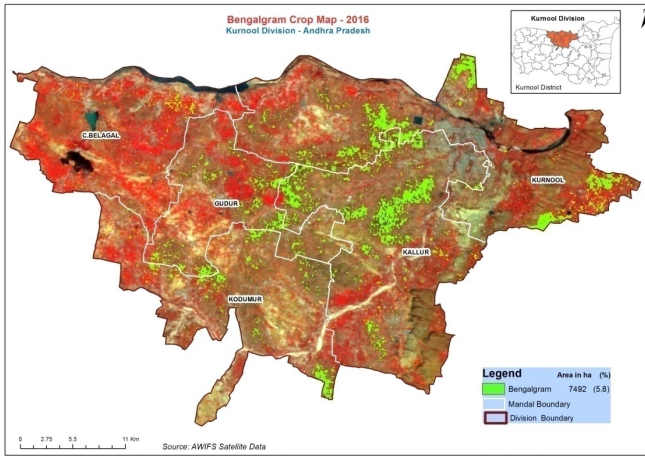 Bengalgram Crop Map - 2016
Kurnool Division - Andhra Pradesh
Kurnool Division
Kurnool District
C.BELAGAL
GUDUR
KURNOOL
KALLUR
KODUMUR
Legend Area in ha (%)
Bengalgram 7492 (5.8)
Mandal Boundary
Division Boundary
0 2.75 5.5 11 Km
Source: AWIFS Satellite Data